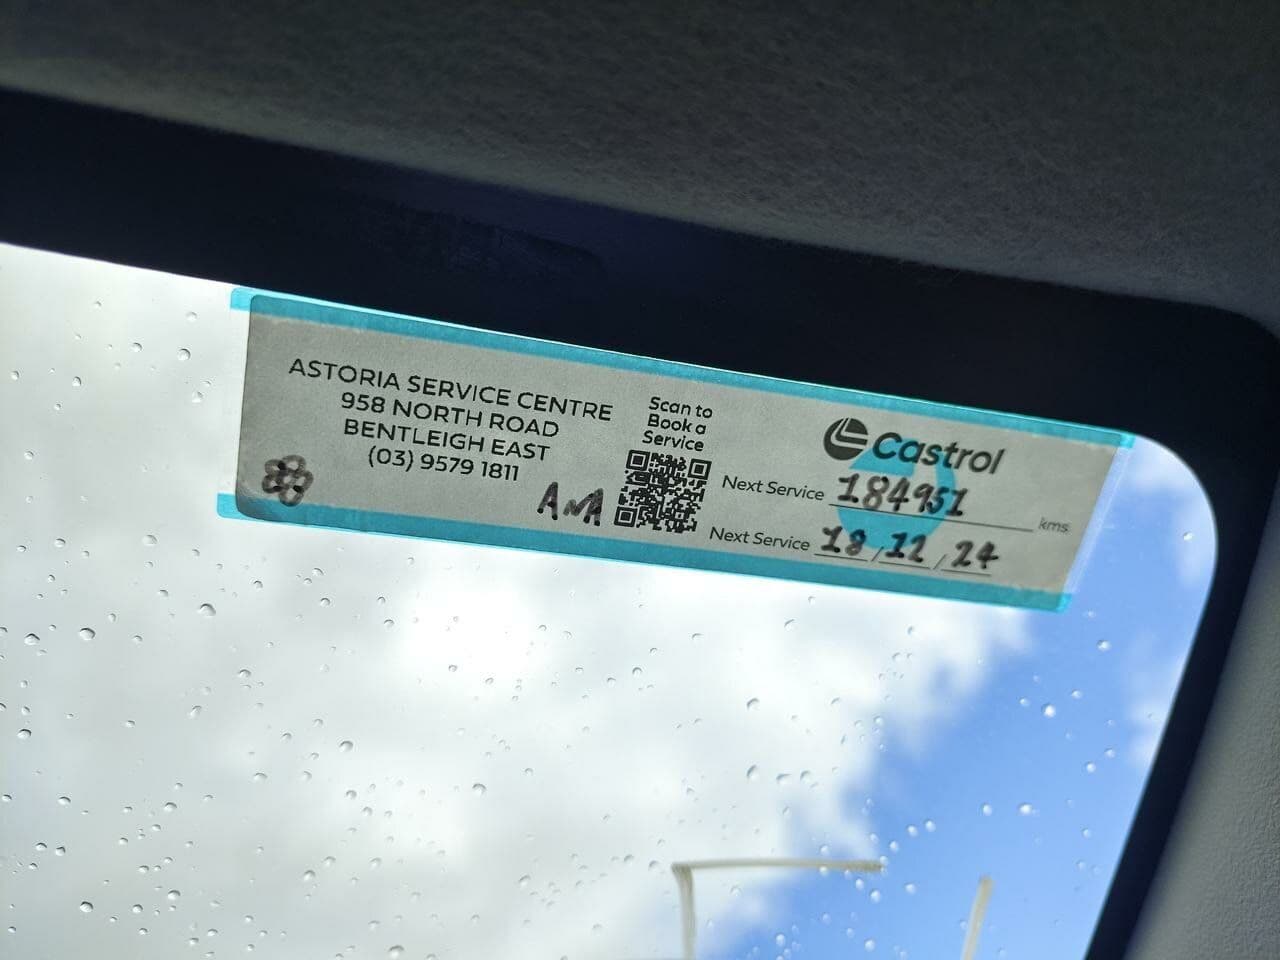 ASTORIA SERVICE CENTRE
958 NORTH ROAD
BENTLEIGH EAST
(03) 9579 1811
Scan to
Book a
Service
Castrol
Next Service 184951 kms
Next Service 18/12/24